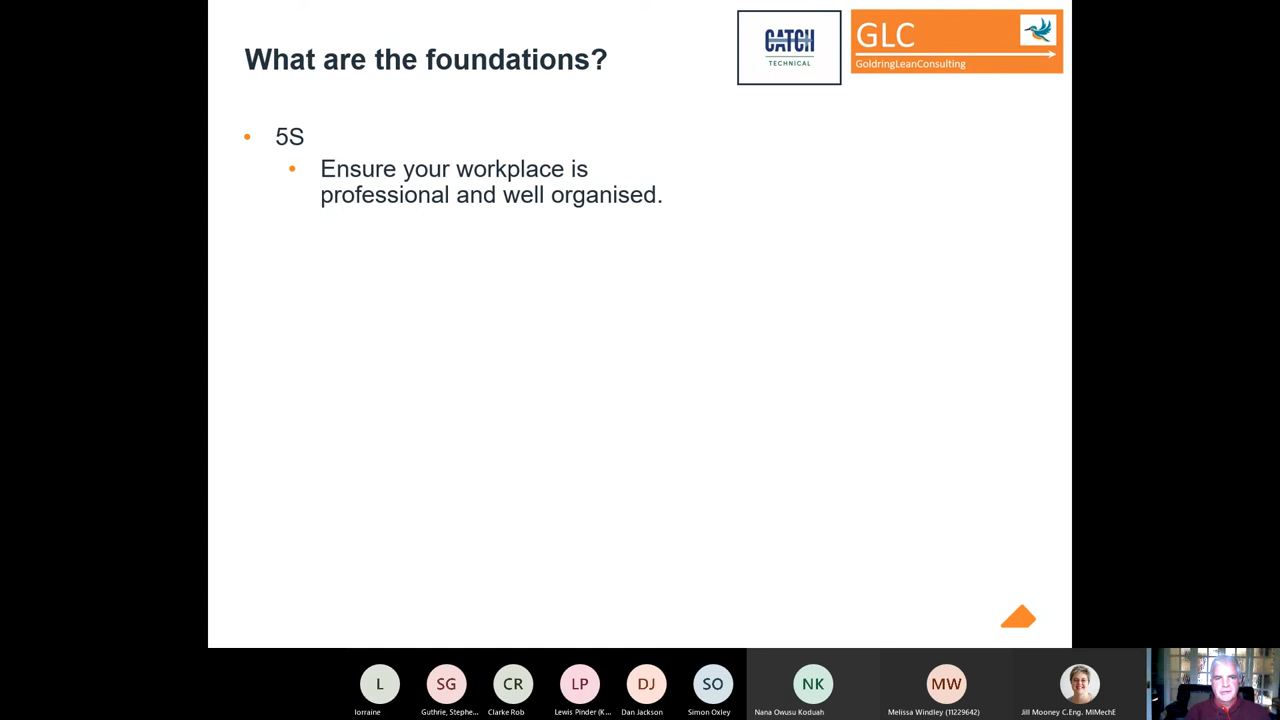 What are the foundations?
CATCH
TECHNICAL
GLC
GoldringLeanConsulting
• 5S
• Ensure your workplace is
professional and well organised.
L
SG
CR
LP
DJ
SO
NK
MW
lorraine
Guthrie, Stephe...
Clarke Rob
Lewis Pinder (K...
Dan Jackson
Simon Oxley
Nana Owusu Koduah
Melissa Windley (11229642)
Jill Mooney C.Eng. MIMechE